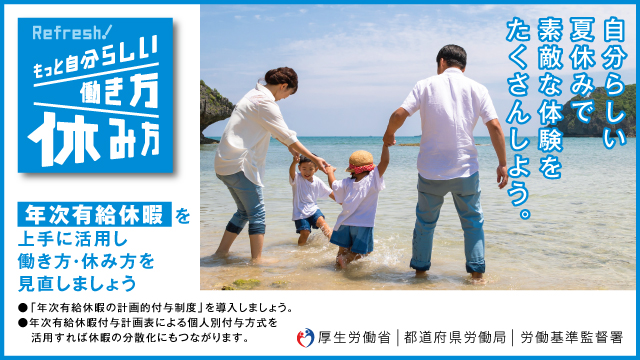 Refresh!
もっと自分らしい
働き方
休み方
自分らしい
夏休みで
素敵な体験を
たくさんしよう。
年次有給休暇を
上手に活用し
働き方・休み方を
見直しましょう
●「年次有給休暇の計画的付与制度」を導入しましょう。
●年次有給休暇付与計画表による個人別付与方式を
活用すれば休暇の分散化にもつながります。
厚生労働省｜都道府県労働局｜労働基準監督署